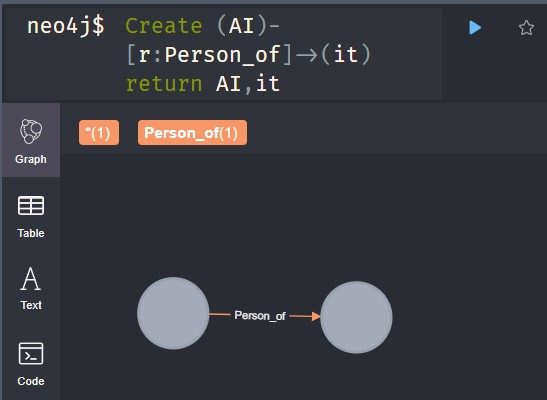 neo4j$ Create (AI)-
[r:Person_of]->(it)
return AI,it
*(1) Person_of(1)
Graph
Table
A
Text
Code
Person_of